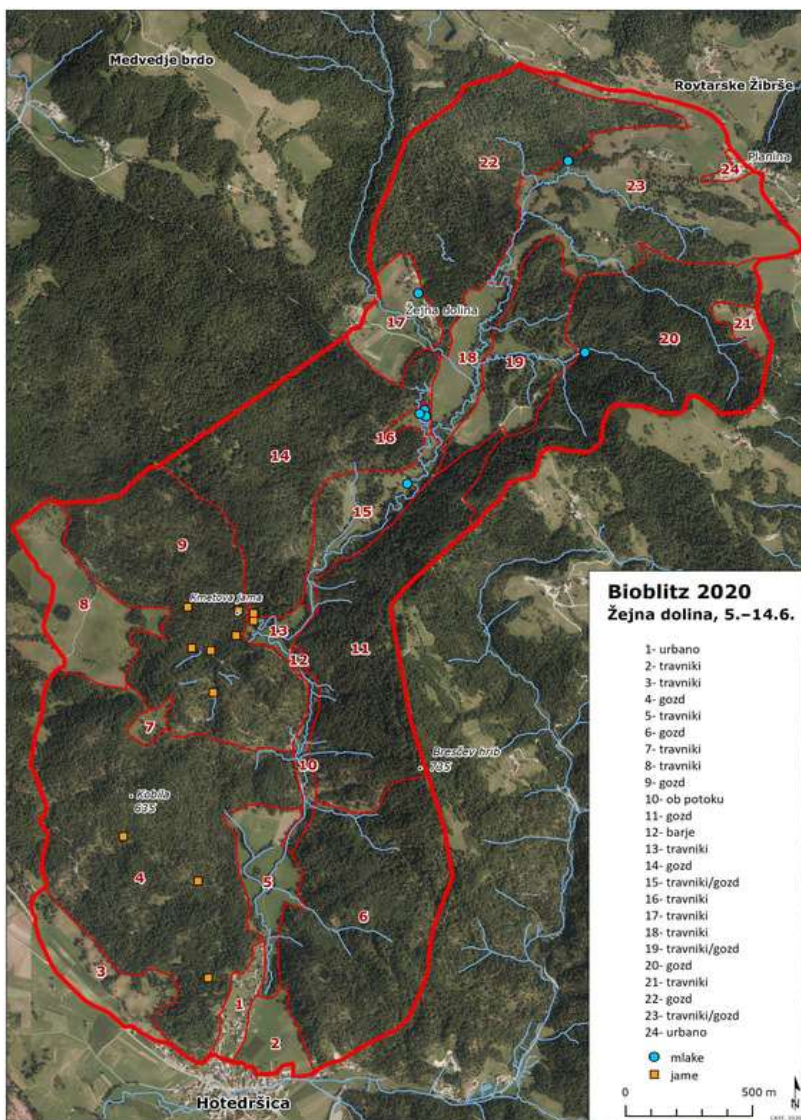 Medvedje brdo
Rovtarske Žibrše
Planina
22
24
23
17
Žejna dolina
21
20
18
19
16
14
15
9
Kmetova jama
8
13
12
11
7
10
Breščev hrib
735
Kobila
635
4
5
6
3
1
2
Hotedršica
Bioblitz 2020
Žejna dolina, 5.–14.6.
1- urbano
2- travniki
3- travniki
4- gozd
5- travniki
6- gozd
7- travniki
8- travniki
9- gozd
10- ob potoku
11- gozd
12- barje
13- travniki
14- gozd
15- travniki/gozd
16- travniki
17- travniki
18- travniki
19- travniki/gozd
20- gozd
21- travniki
22- gozd
23- travniki/gozd
24- urbano
mlake
jame
0 500 m
N